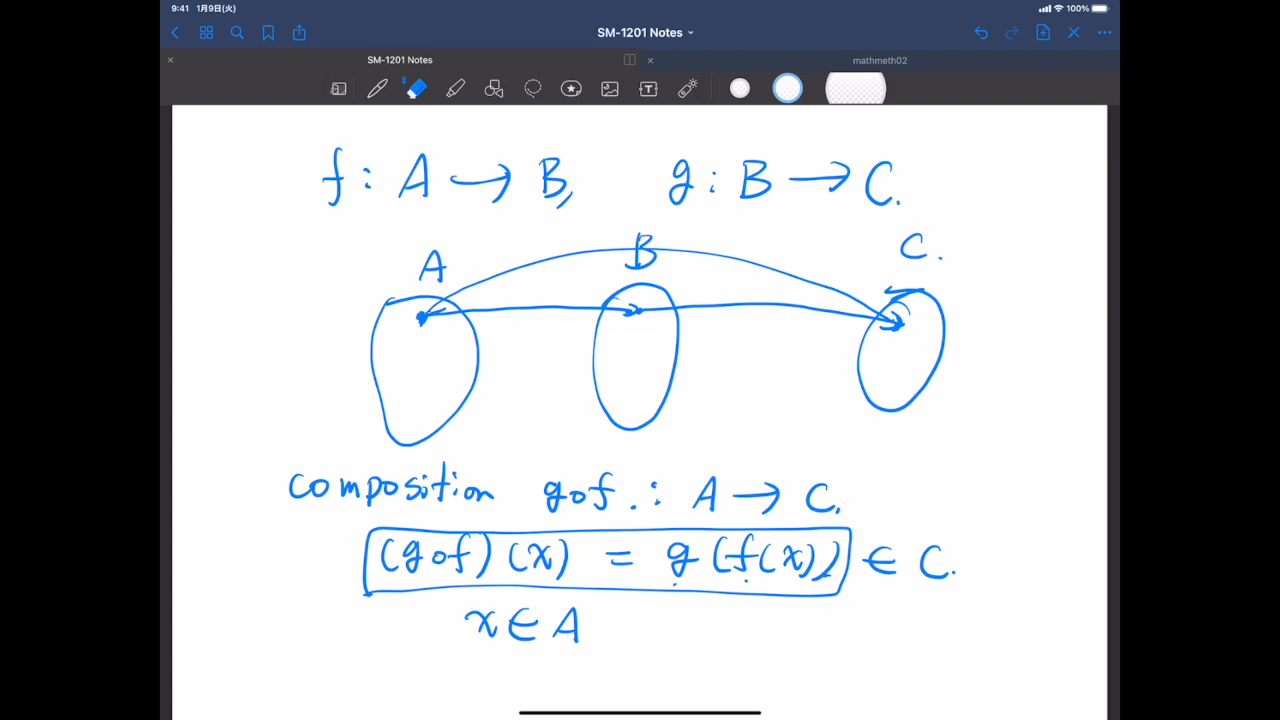 9:41 1月9日(火) 100%
SM-1201 Notes
SM-1201 Notes mathmeth02
f : A → B, g : B → C.
A B C.
composition g∘f. : A → C.
(g∘f)(x) = g(f(x)) ∈ C.
x ∈ A